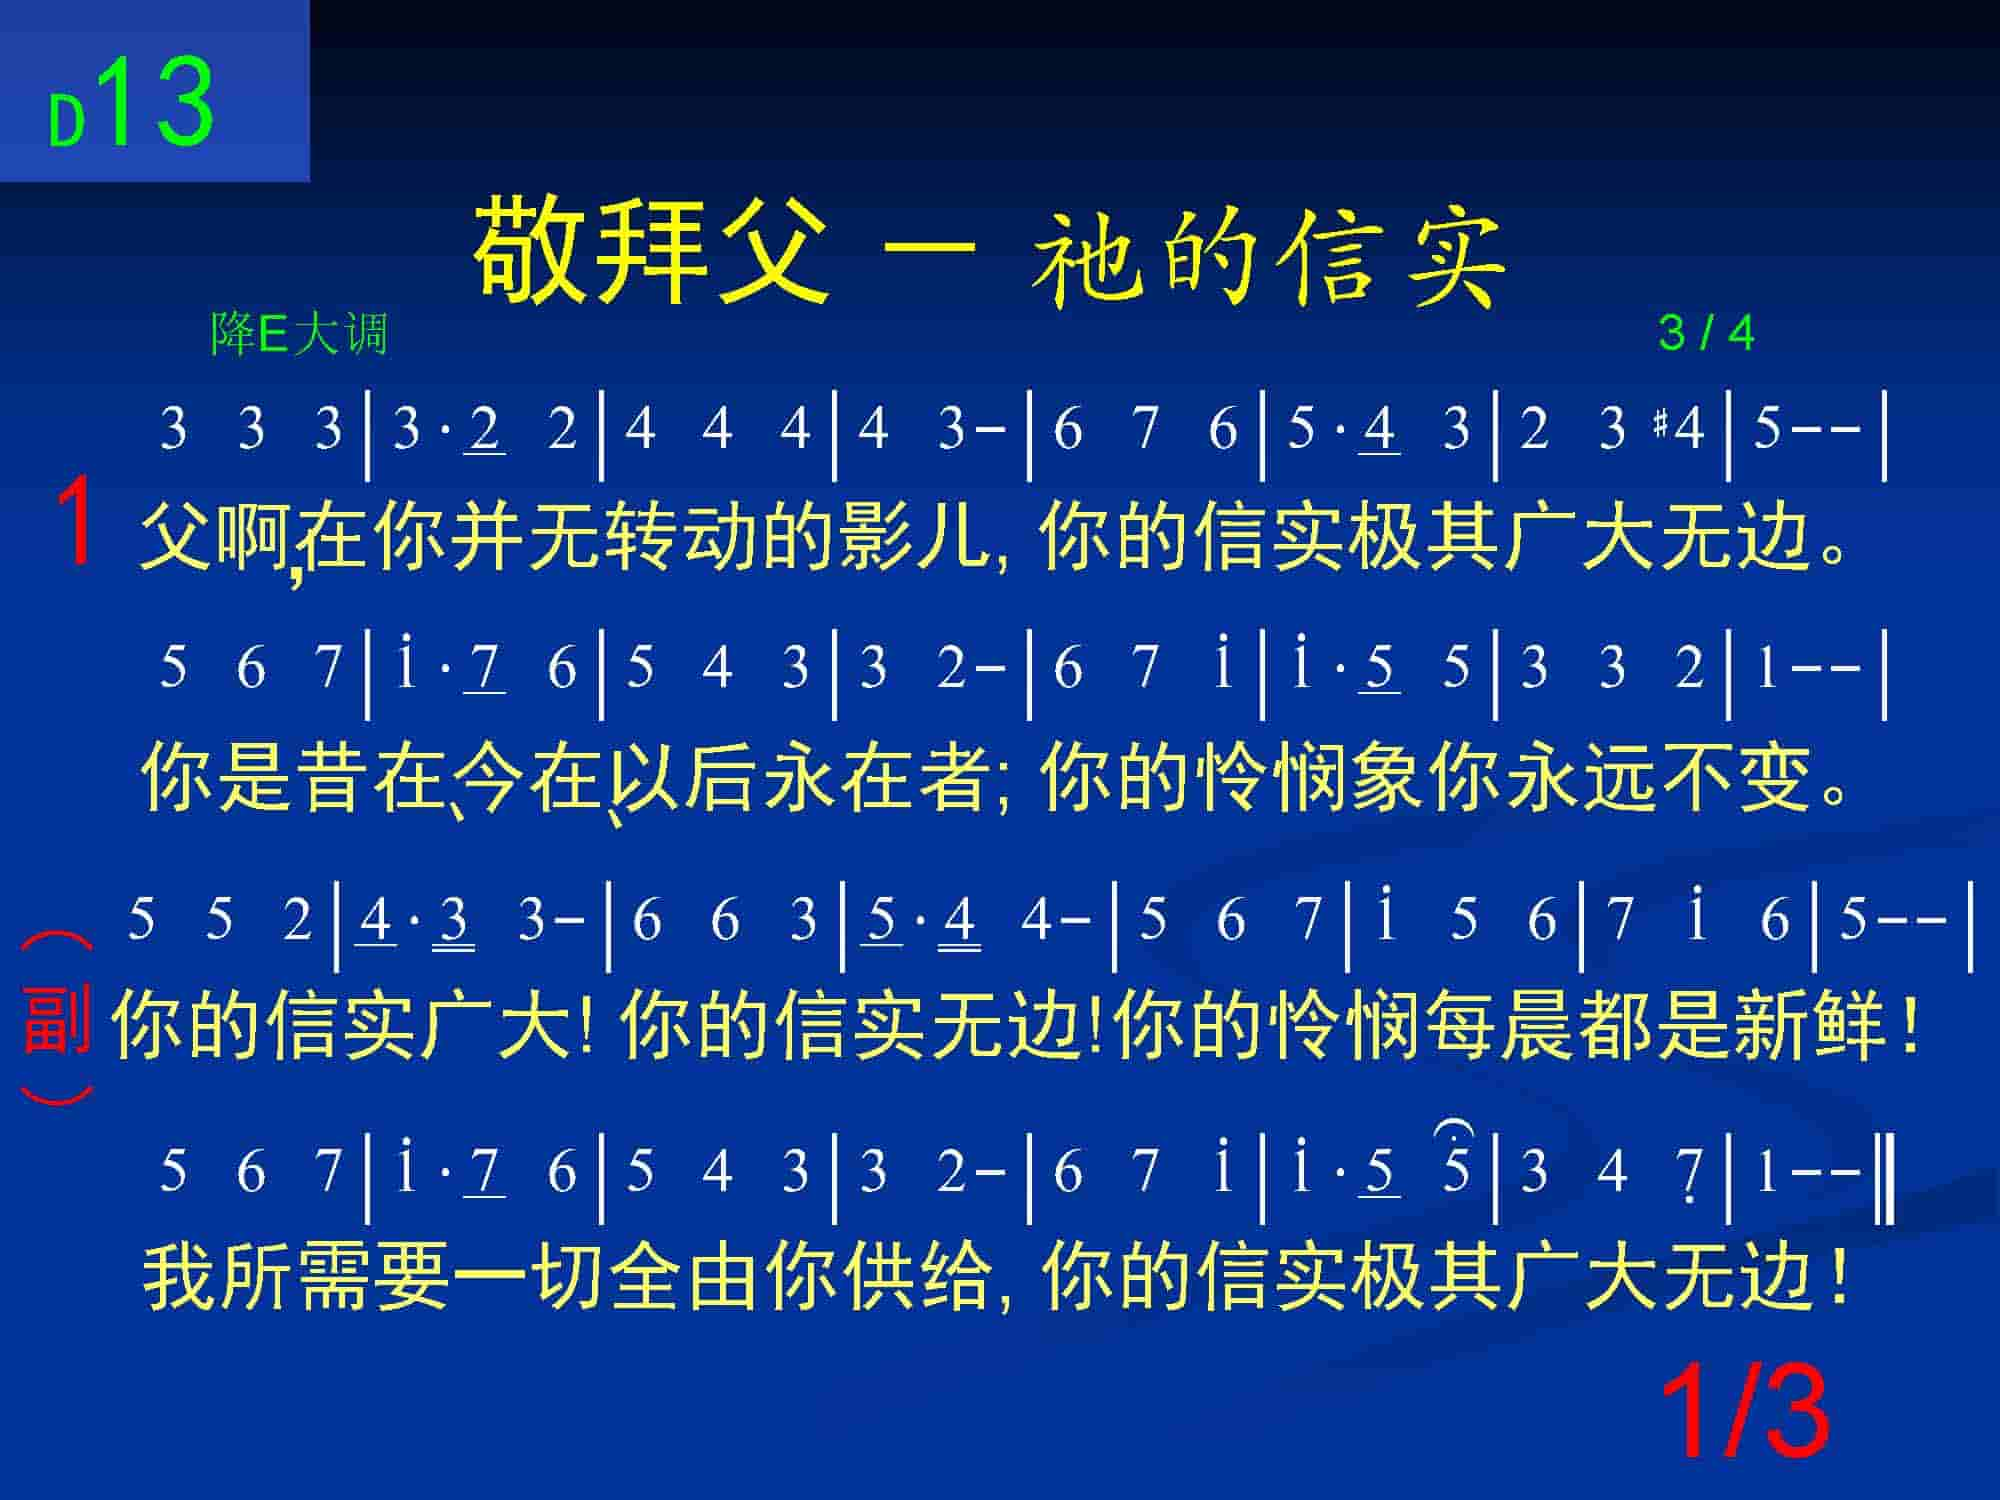 D13
敬拜父 — 祂的信实
降E大调 3 / 4
3 3 3 | 3 · 2 2 | 4 4 4 | 4 3 – | 6 7 6 | 5 · 4 3 | 2 3 ♯4 | 5 – – |
1 父啊,在你并无转动的影儿, 你的信实极其广大无边。
5 6 7 | i · 7 6 | 5 4 3 | 3 2 – | 6 7 i | i · 5 5 | 3 3 2 | 1 – – |
你是昔在、今在、以后永在者; 你的怜悯象你永远不变。
5 5 2 | 4 · 3 3 – | 6 6 3 | 5 · 4 4 – | 5 6 7 | i 5 6 | 7 i 6 | 5 – – |
（副） 你的信实广大! 你的信实无边!你的怜悯每晨都是新鲜!
5 6 7 | i · 7 6 | 5 4 3 | 3 2 – | 6 7 i | i · 5 5 | 3 4 7̣ | 1 – – ‖
我所需要一切全由你供给, 你的信实极其广大无边!
1/3